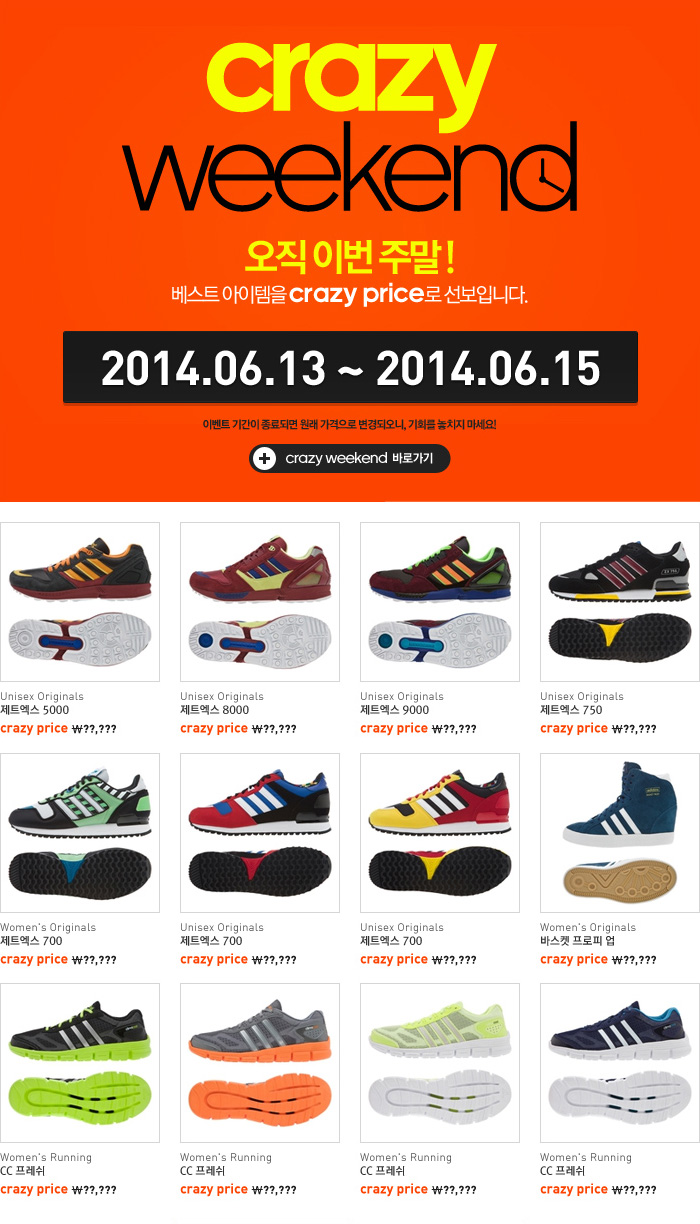 crazy
weekend
오직 이번 주말!
베스트 아이템을 crazy price로 선보입니다.
2014.06.13 ~ 2014.06.15
이벤트 기간이 종료되면 원래 가격으로 변경되오니, 기회를 놓치지 마세요!
crazy weekend 바로가기
Unisex Originals
제트엑스 5000
crazy price ₩??,???
Unisex Originals
제트엑스 8000
crazy price ₩??,???
Unisex Originals
제트엑스 9000
crazy price ₩??,???
Unisex Originals
제트엑스 750
crazy price ₩??,???
Women's Originals
제트엑스 700
crazy price ₩??,???
Unisex Originals
제트엑스 700
crazy price ₩??,???
Unisex Originals
제트엑스 700
crazy price ₩??,???
Women's Originals
바스켓 프로피 업
crazy price ₩??,???
Women's Running
CC 프레쉬
crazy price ₩??,???
Women's Running
CC 프레쉬
crazy price ₩??,???
Women's Running
CC 프레쉬
crazy price ₩??,???
Women's Running
CC 프레쉬
crazy price ₩??,???